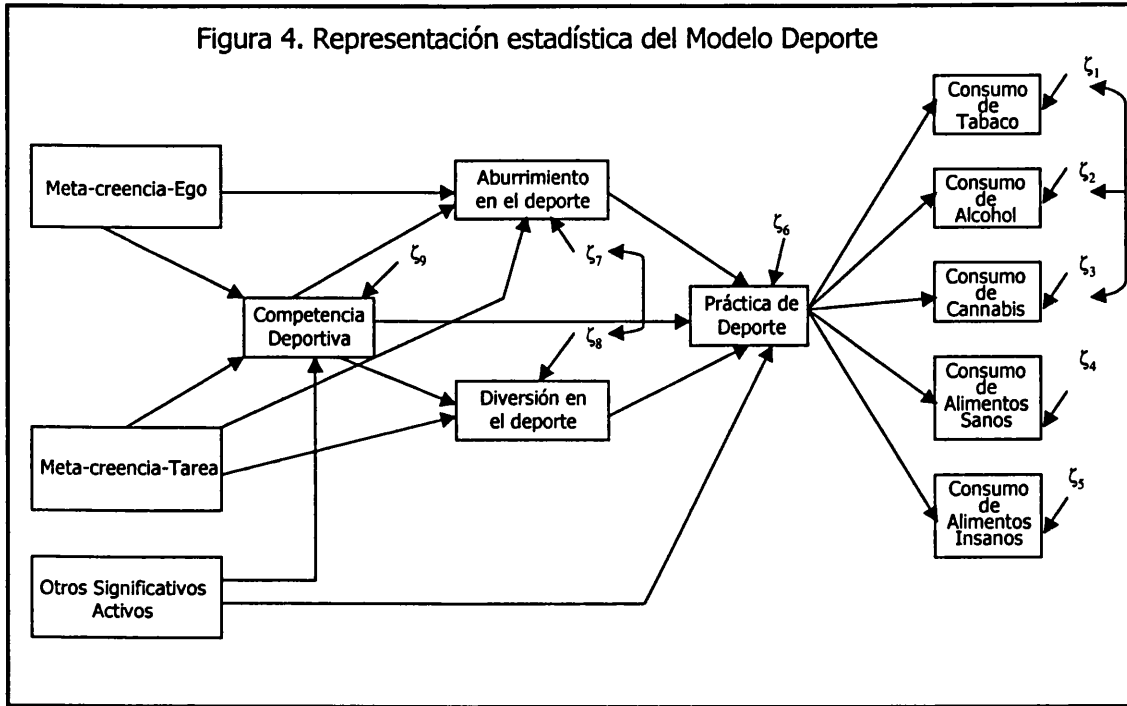 Figura 4. Representación estadística del Modelo Deporte
Meta-creencia-Ego
Meta-creencia-Tarea
Otros Significativos
Activos
Competencia
Deportiva
ζ9
Aburrimiento
en el deporte
ζ7
ζ8
Diversión en
el deporte
ζ6
Práctica de
Deporte
Consumo
de
Tabaco
ζ1
Consumo
de
Alcohol
ζ2
Consumo
de
Cannabis
ζ3
Consumo
de
Alimentos
Sanos
ζ4
Consumo
de
Alimentos
Insanos
ζ5